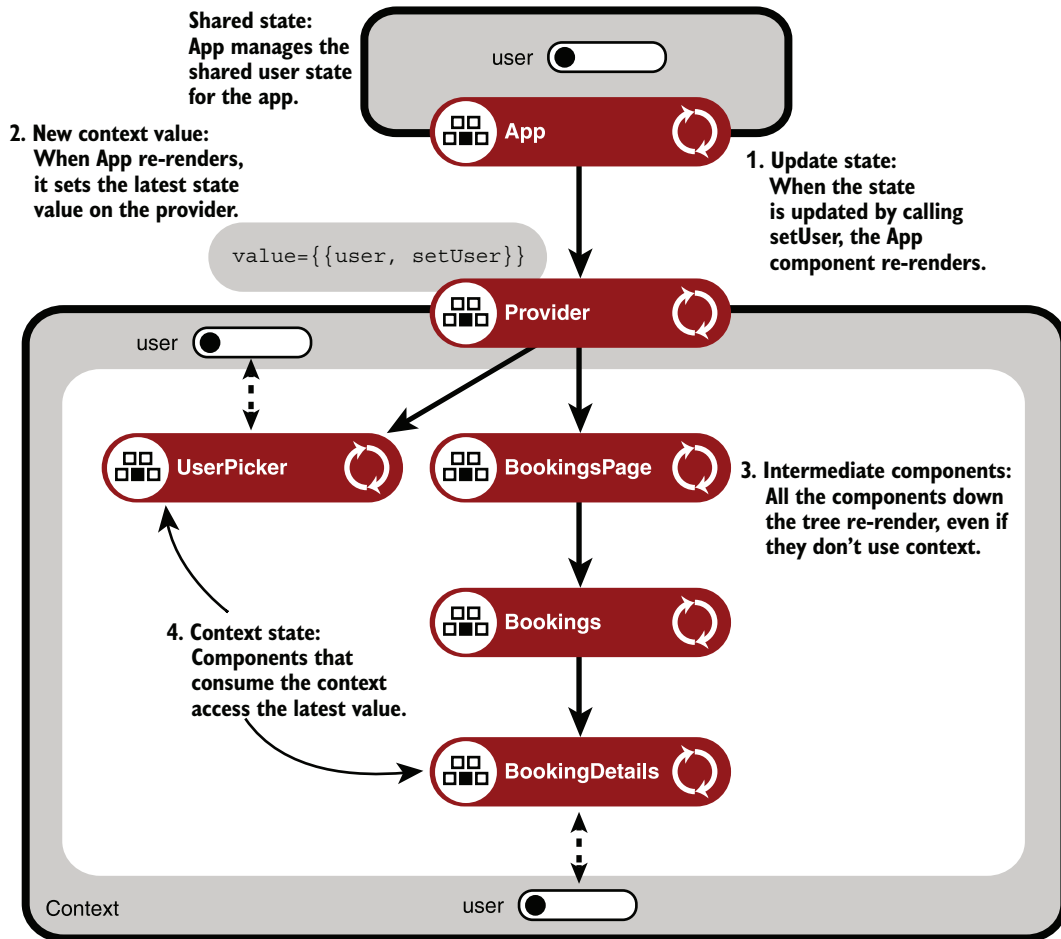 Shared state:
App manages the
shared user state
for the app.
user
App
2. New context value:
When App re-renders,
it sets the latest state
value on the provider.
1. Update state:
When the state
is updated by calling
setUser, the App
component re-renders.
value={{user, setUser}}
Provider
user
UserPicker
BookingsPage
3. Intermediate components:
All the components down
the tree re-render, even if
they don’t use context.
Bookings
4. Context state:
Components that
consume the context
access the latest value.
BookingDetails
Context
user